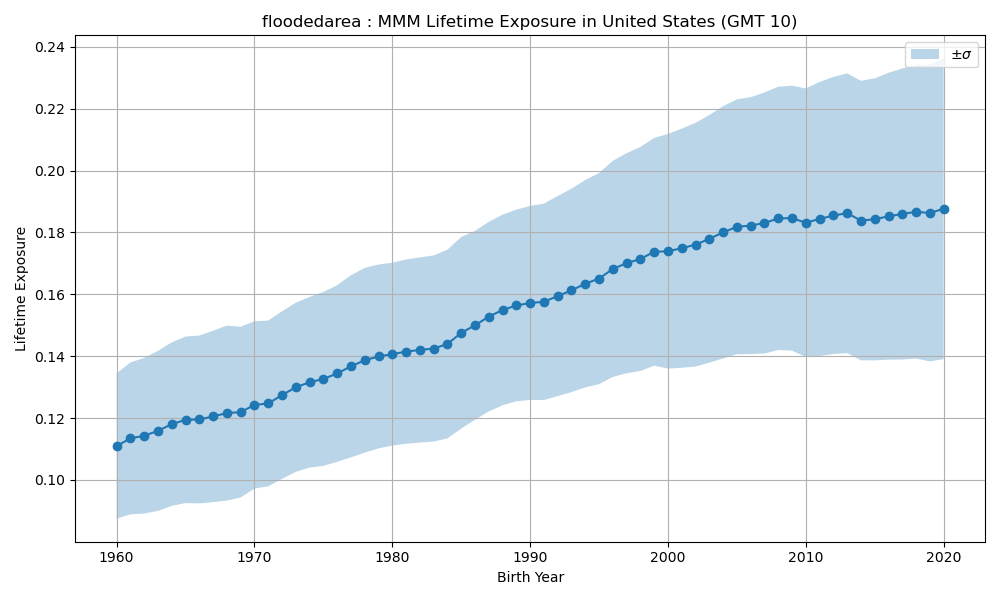 floodedarea : MMM Lifetime Exposure in United States (GMT 10)
±σ
Lifetime Exposure
0.24
0.22
0.20
0.18
0.16
0.14
0.12
0.10
1960 1970 1980 1990 2000 2010 2020
Birth Year